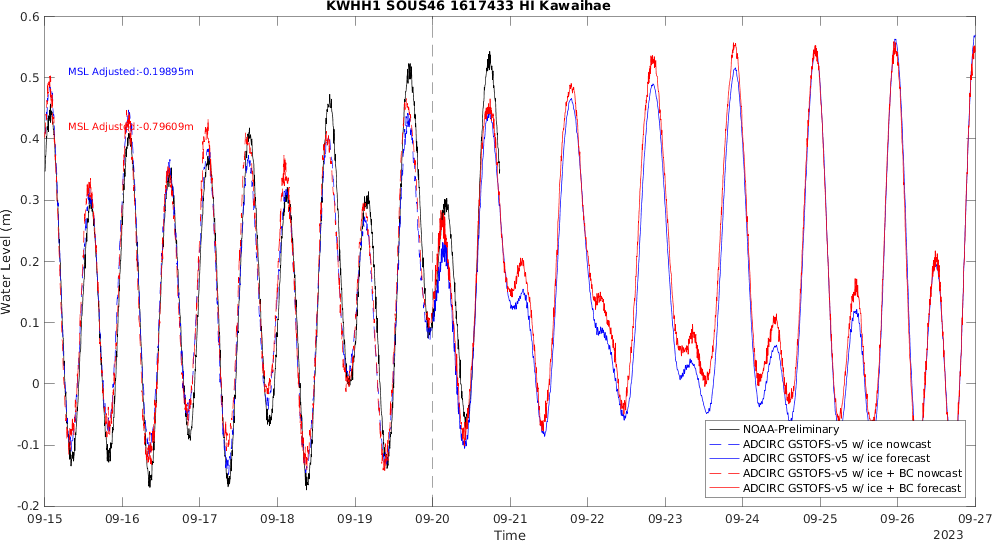 KWHH1 SOUS46 1617433 HI Kawaihae
0.6
0.5
0.4
0.3
0.2
0.1
0
-0.1
-0.2
Water Level (m)
MSL Adjusted:-0.19895m
MSL Adjusted:-0.79609m
NOAA-Preliminary
ADCIRC GSTOFS-v5 w/ ice nowcast
ADCIRC GSTOFS-v5 w/ ice forecast
ADCIRC GSTOFS-v5 w/ ice + BC nowcast
ADCIRC GSTOFS-v5 w/ ice + BC forecast
09-15 09-16 09-17 09-18 09-19 09-20 09-21 09-22 09-23 09-24 09-25 09-26 09-27
Time
2023